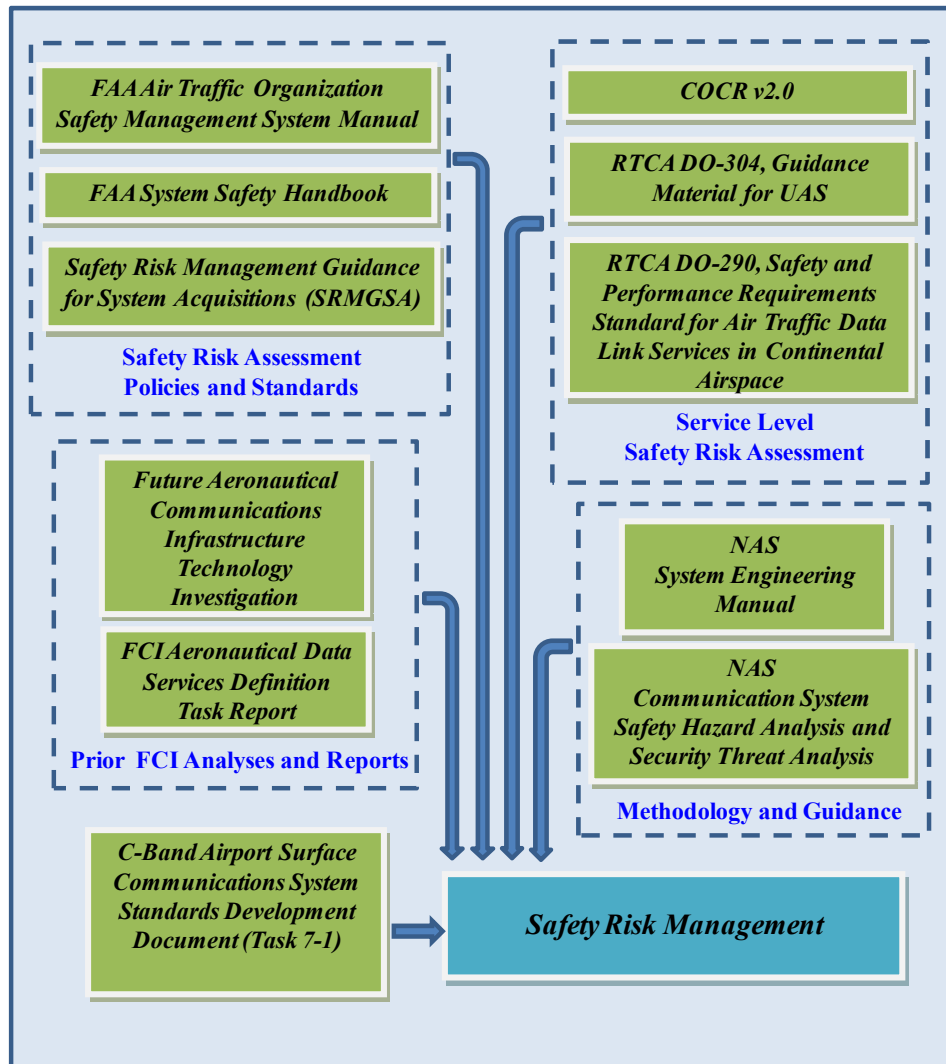 FAA Air Traffic Organization
Safety Management System Manual
FAA System Safety Handbook
Safety Risk Management Guidance
for System Acquisitions (SRMGSA)
Safety Risk Assessment
Policies and Standards
COCR v2.0
RTCA DO-304, Guidance
Material for UAS
RTCA DO-290, Safety and
Performance Requirements
Standard for Air Traffic Data
Link Services in Continental
Airspace
Service Level
Safety Risk Assessment
Future Aeronautical
Communications
Infrastructure
Technology
Investigation
FCI Aeronautical Data
Services Definition
Task Report
Prior FCI Analyses and Reports
NAS
System Engineering
Manual
NAS
Communication System
Safety Hazard Analysis and
Security Threat Analysis
Methodology and Guidance
C-Band Airport Surface
Communications System
Standards Development
Document (Task 7-1)
Safety Risk Management